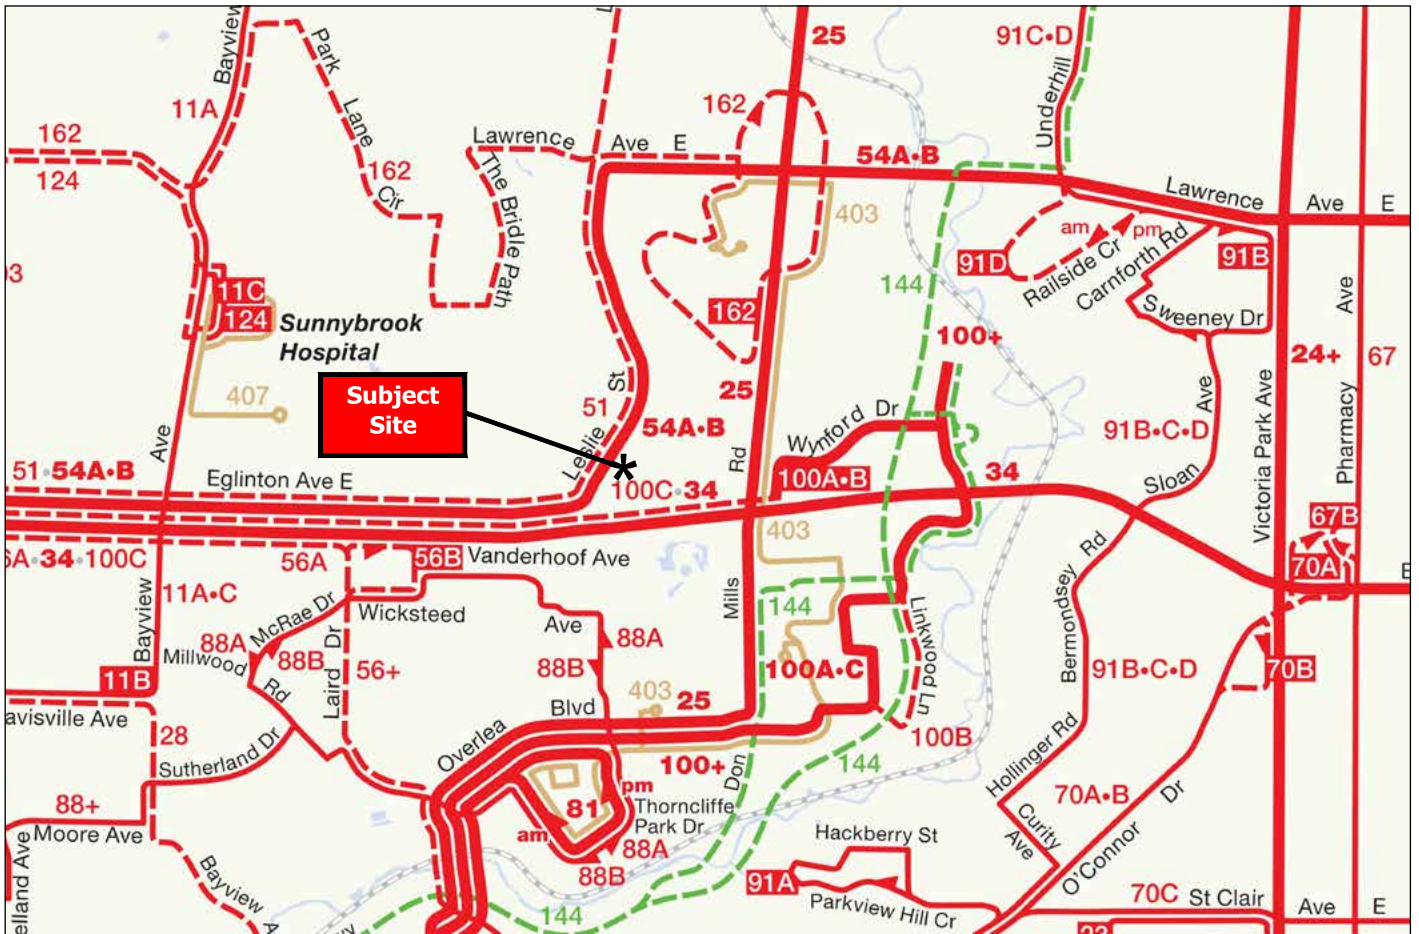 Bayview
Park
Lane
Cir
11A
162
124
162
Lawrence
Ave E
The Bridle Path
162
25
54A•B
403
91C•D
Underhill
Lawrence
Ave E
am
pm
Railside Cr
Carnforth Rd
91D
91B
Sweeney Dr
144
11C
124
Sunnybrook
Hospital
407
Subject
Site
162
25
100+
24+
67
Ave
Pharmacy
Victoria Park Ave
Leslie St
51
54A•B
Wynford Dr
Rd
100A•B
34
91B•C•D
Ave
Sloan
51•54A•B
Ave
Eglinton Ave E
100C•34
403
67B
70A
E
A•34•100C
56A
56B
Vanderhoof Ave
Bayview
11A•C
McRae Dr
Wicksteed
Ave
88A
88B
Millwood
Rd
Laird Dr
56+
88A
88B
Mills
144
Linkwood Ln
Bermondsey Rd
91B•C•D
70B
100A•C
11B
avisville Ave
28
Sutherland Dr
403
25
Blvd
Overlea
100+
100B
Don
144
Hollinger Rd
70A•B
Dr
88+
Moore Ave
81
am
pm
Thorncliffe
Park Dr
88A
88B
Hackberry St
Curity
Ave
O'Connor
91A
Parkview Hill Cr
70C
St Clair
Ave E
elland Ave
Bayview
144